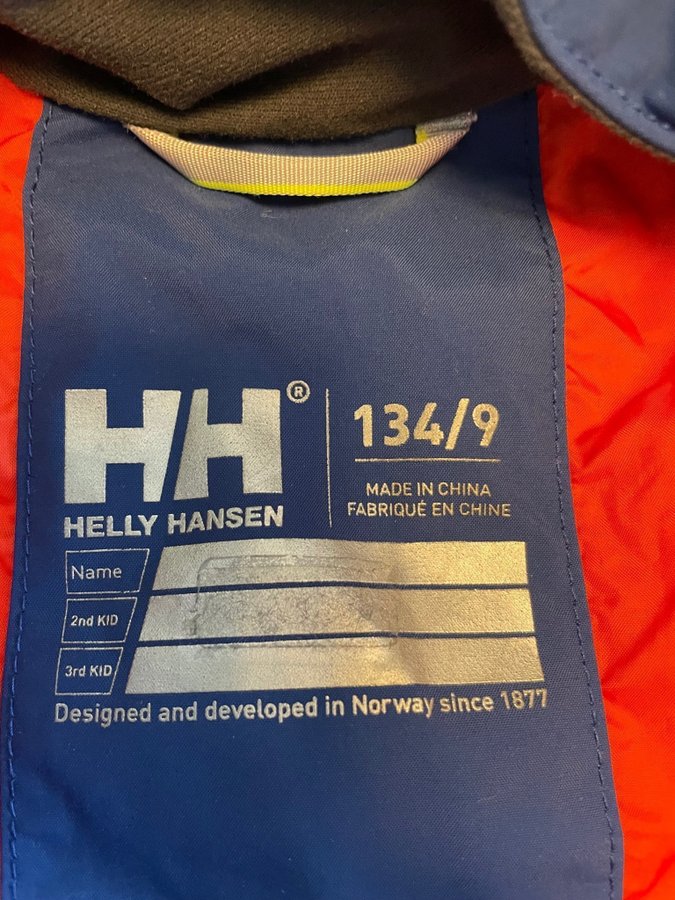 HH®
HELLY HANSEN
134/9
MADE IN CHINA
FABRIQUÉ EN CHINE
Name
2nd KID
3rd KID
Designed and developed in Norway since 1877